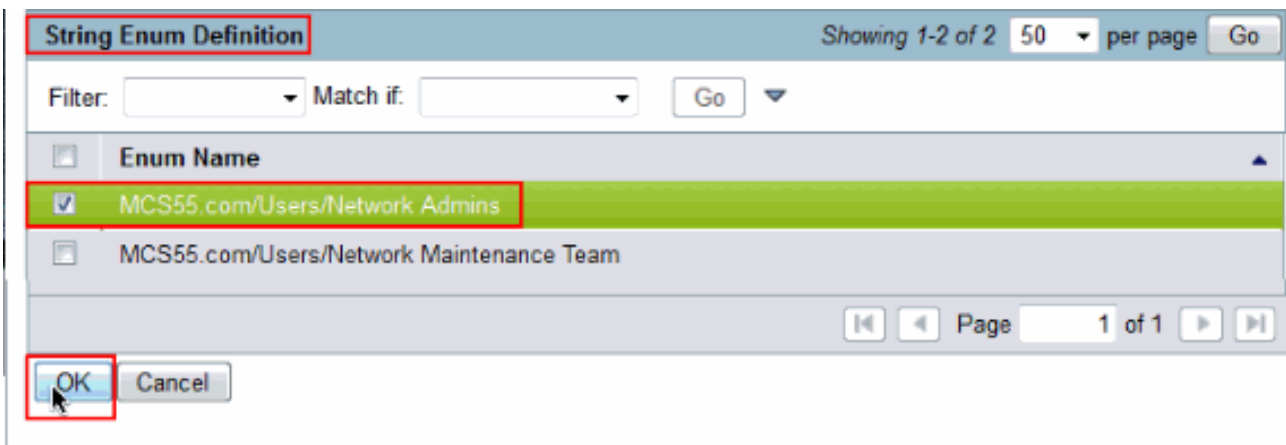 String Enum Definition Showing 1-2 of 2 50 per page Go
Filter: Match if: Go
Enum Name
MCS55.com/Users/Network Admins
MCS55.com/Users/Network Maintenance Team
Page 1 of 1
OK Cancel